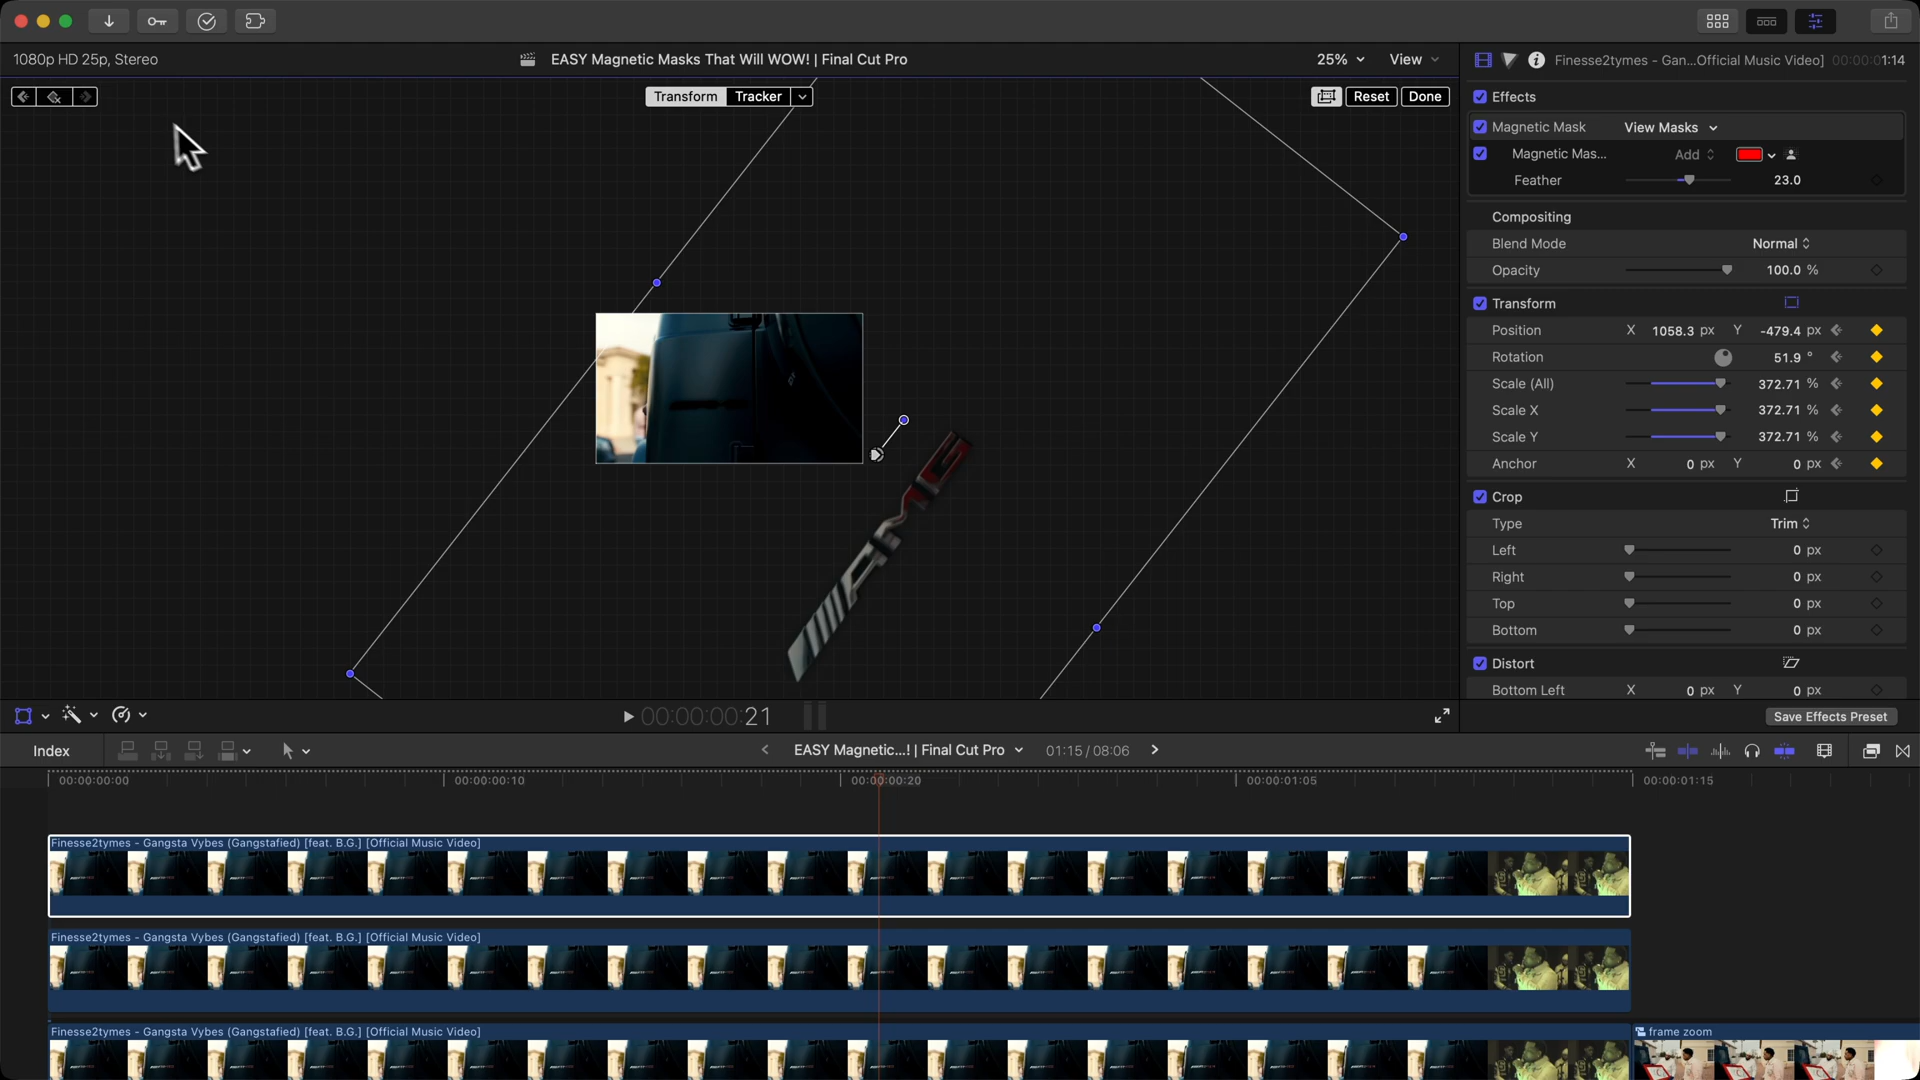 1080p HD 25p, Stereo
EASY Magnetic Masks That Will WOW! | Final Cut Pro
25%
View
Finesse2tymes - Gan...Official Music Video]
00:00:01:14
Transform
Tracker
Reset
Done
Effects
Magnetic Mask
View Masks
Magnetic Mas...
Add
Feather
23.0
Compositing
Blend Mode
Normal
Opacity
100.0 %
Transform
Position
X 1058.3 px Y -479.4 px
Rotation
51.9 °
Scale (All)
372.71 %
Scale X
372.71 %
Scale Y
372.71 %
Anchor
X 0 px Y 0 px
Crop
Type
Trim
Left
0 px
Right
0 px
Top
0 px
Bottom
0 px
Distort
Bottom Left
X 0 px Y 0 px
00:00:00:21
Save Effects Preset
Index
EASY Magnetic...! | Final Cut Pro
01:15 / 08:06
00:00:00:00
00:00:00:10
00:00:00:20
00:00:01:05
00:00:01:15
Finesse2tymes - Gangsta Vybes (Gangstafied) [feat. B.G.] [Official Music Video]
Finesse2tymes - Gangsta Vybes (Gangstafied) [feat. B.G.] [Official Music Video]
Finesse2tymes - Gangsta Vybes (Gangstafied) [feat. B.G.] [Official Music Video]
frame zoom